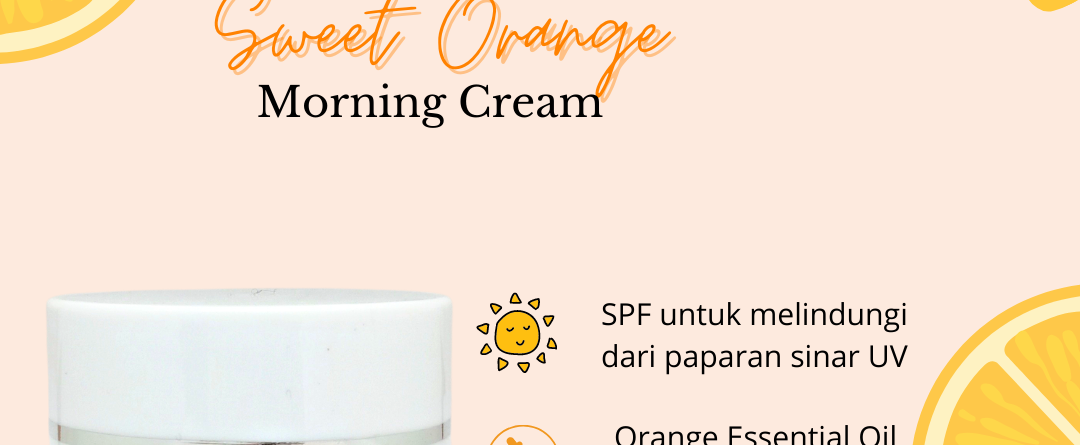 Sweet Orange
Morning Cream
SPF untuk melindungi
dari paparan sinar UV
Orange Essential Oil